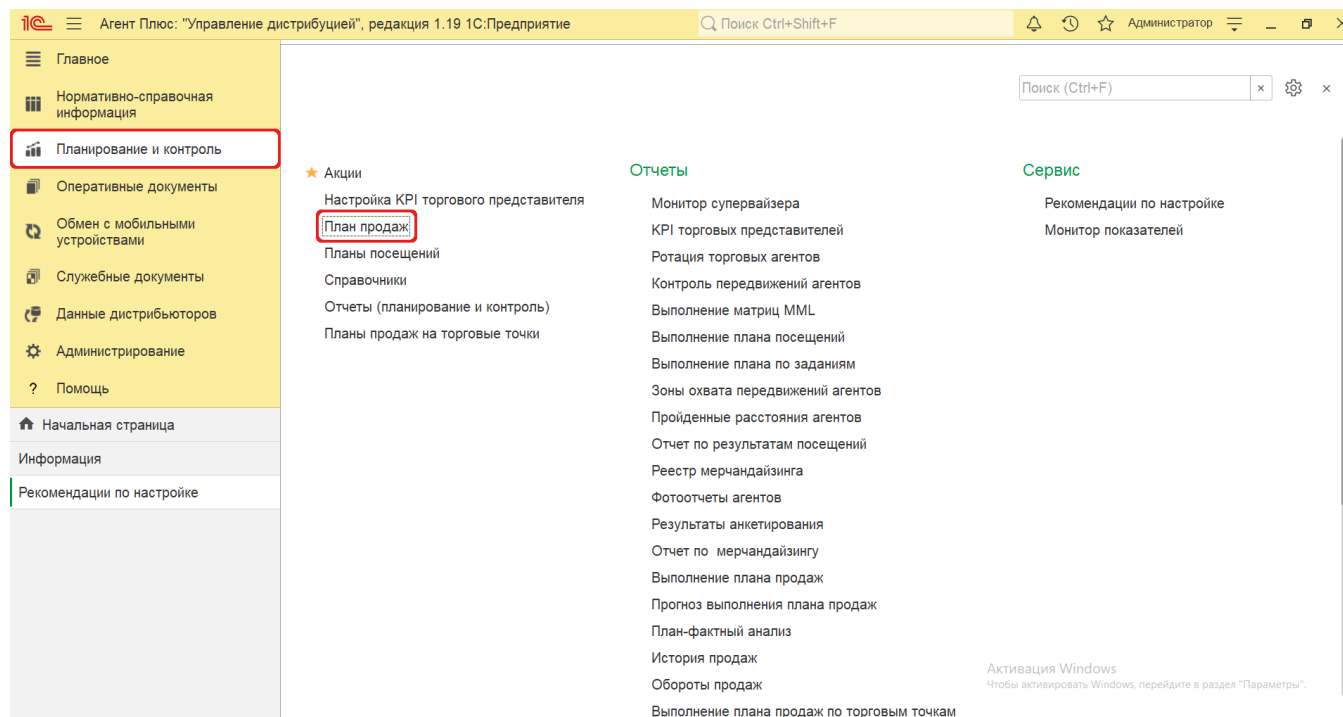 1С Агент Плюс: "Управление дистрибуцией", редакция 1.19 1С:Предприятие
Поиск Ctrl+Shift+F
Администратор
Главное
Нормативно-справочная
информация
Планирование и контроль
Оперативные документы
Обмен с мобильными
устройствами
Служебные документы
Данные дистрибьюторов
Администрирование
? Помощь
Начальная страница
Информация
Рекомендации по настройке
Поиск (Ctrl+F)
Акции
Настройка KPI торгового представителя
План продаж
Планы посещений
Справочники
Отчеты (планирование и контроль)
Планы продаж на торговые точки
Отчеты
Монитор супервайзера
KPI торговых представителей
Ротация торговых агентов
Контроль передвижений агентов
Выполнение матриц MML
Выполнение плана посещений
Выполнение плана по заданиям
Зоны охвата передвижений агентов
Пройденные расстояния агентов
Отчет по результатам посещений
Реестр мерчандайзинга
Фотоотчеты агентов
Результаты анкетирования
Отчет по мерчандайзингу
Выполнение плана продаж
Прогноз выполнения плана продаж
План-фактный анализ
История продаж
Обороты продаж
Выполнение плана продаж по торговым точкам
Сервис
Рекомендации по настройке
Монитор показателей
Активация Windows
Чтобы активировать Windows, перейдите в раздел "Параметры".